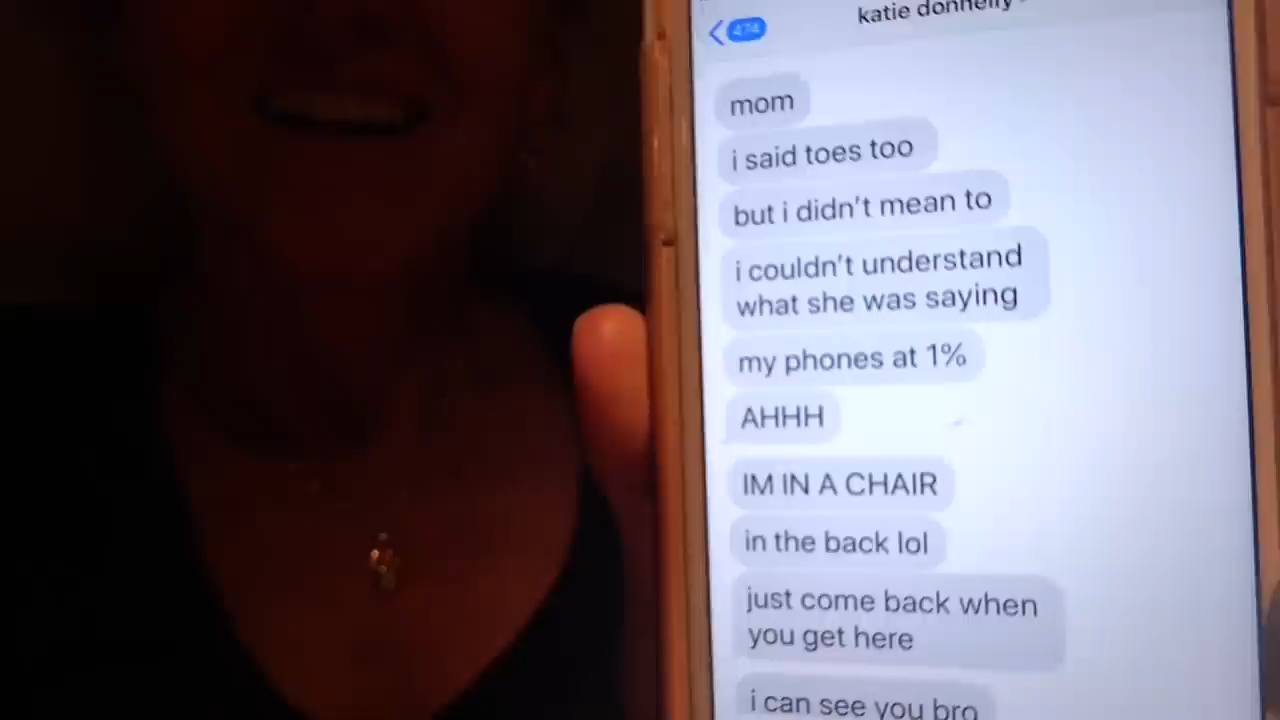 474
katie donnelly
mom
i said toes too
but i didn't mean to
i couldn't understand
what she was saying
my phones at 1%
AHHH
IM IN A CHAIR
in the back lol
just come back when
you get here
i can see you bro